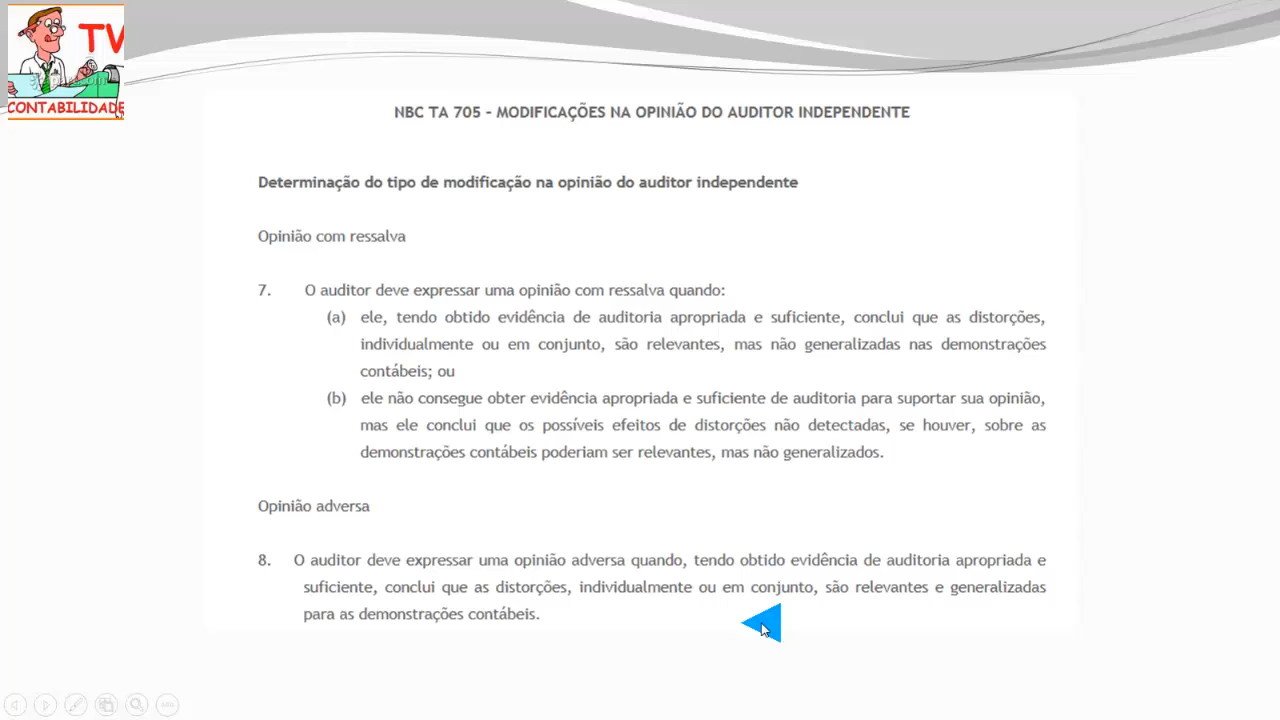 TV
CONTABILIDADE
NBC TA 705 – MODIFICAÇÕES NA OPINIÃO DO AUDITOR INDEPENDENTE
Determinação do tipo de modificação na opinião do auditor independente
Opinião com ressalva
7. O auditor deve expressar uma opinião com ressalva quando:
(a) ele, tendo obtido evidência de auditoria apropriada e suficiente, conclui que as distorções,
individualmente ou em conjunto, são relevantes, mas não generalizadas nas demonstrações
contábeis; ou
(b) ele não consegue obter evidência apropriada e suficiente de auditoria para suportar sua opinião,
mas ele conclui que os possíveis efeitos de distorções não detectadas, se houver, sobre as
demonstrações contábeis poderiam ser relevantes, mas não generalizados.
Opinião adversa
8. O auditor deve expressar uma opinião adversa quando, tendo obtido evidência de auditoria apropriada e
suficiente, conclui que as distorções, individualmente ou em conjunto, são relevantes e generalizadas
para as demonstrações contábeis.